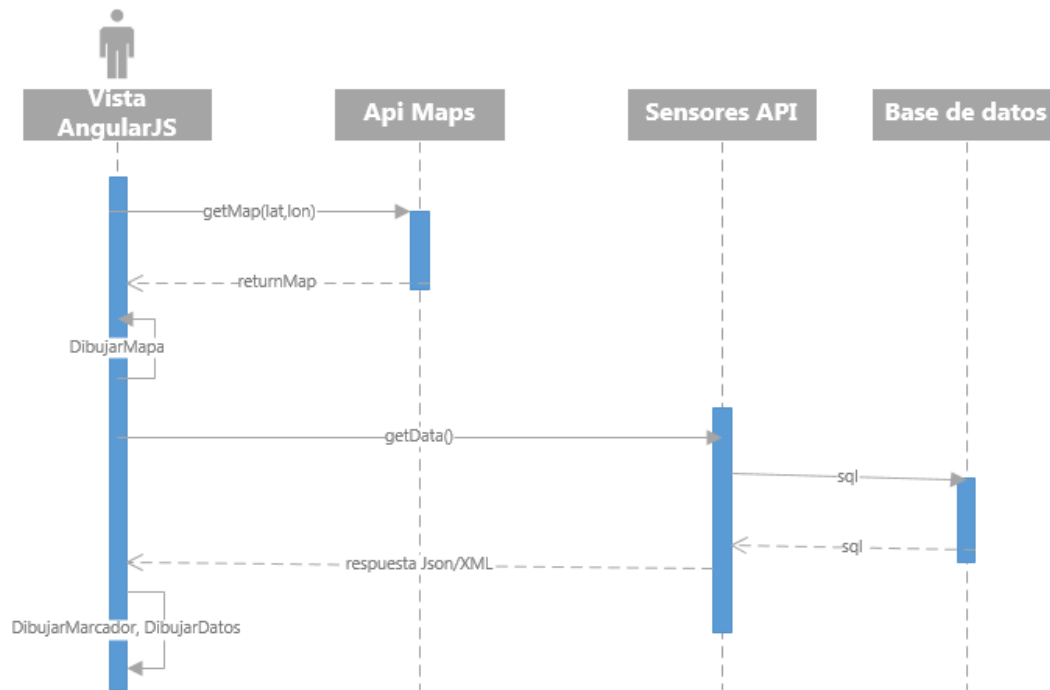 Vista
AngularJS
Api Maps
Sensores API
Base de datos
getMap(lat,lon)
returnMap
DibujarMapa
getData()
sql
sql
respuesta Json/XML
DibujarMarcador, DibujarDatos